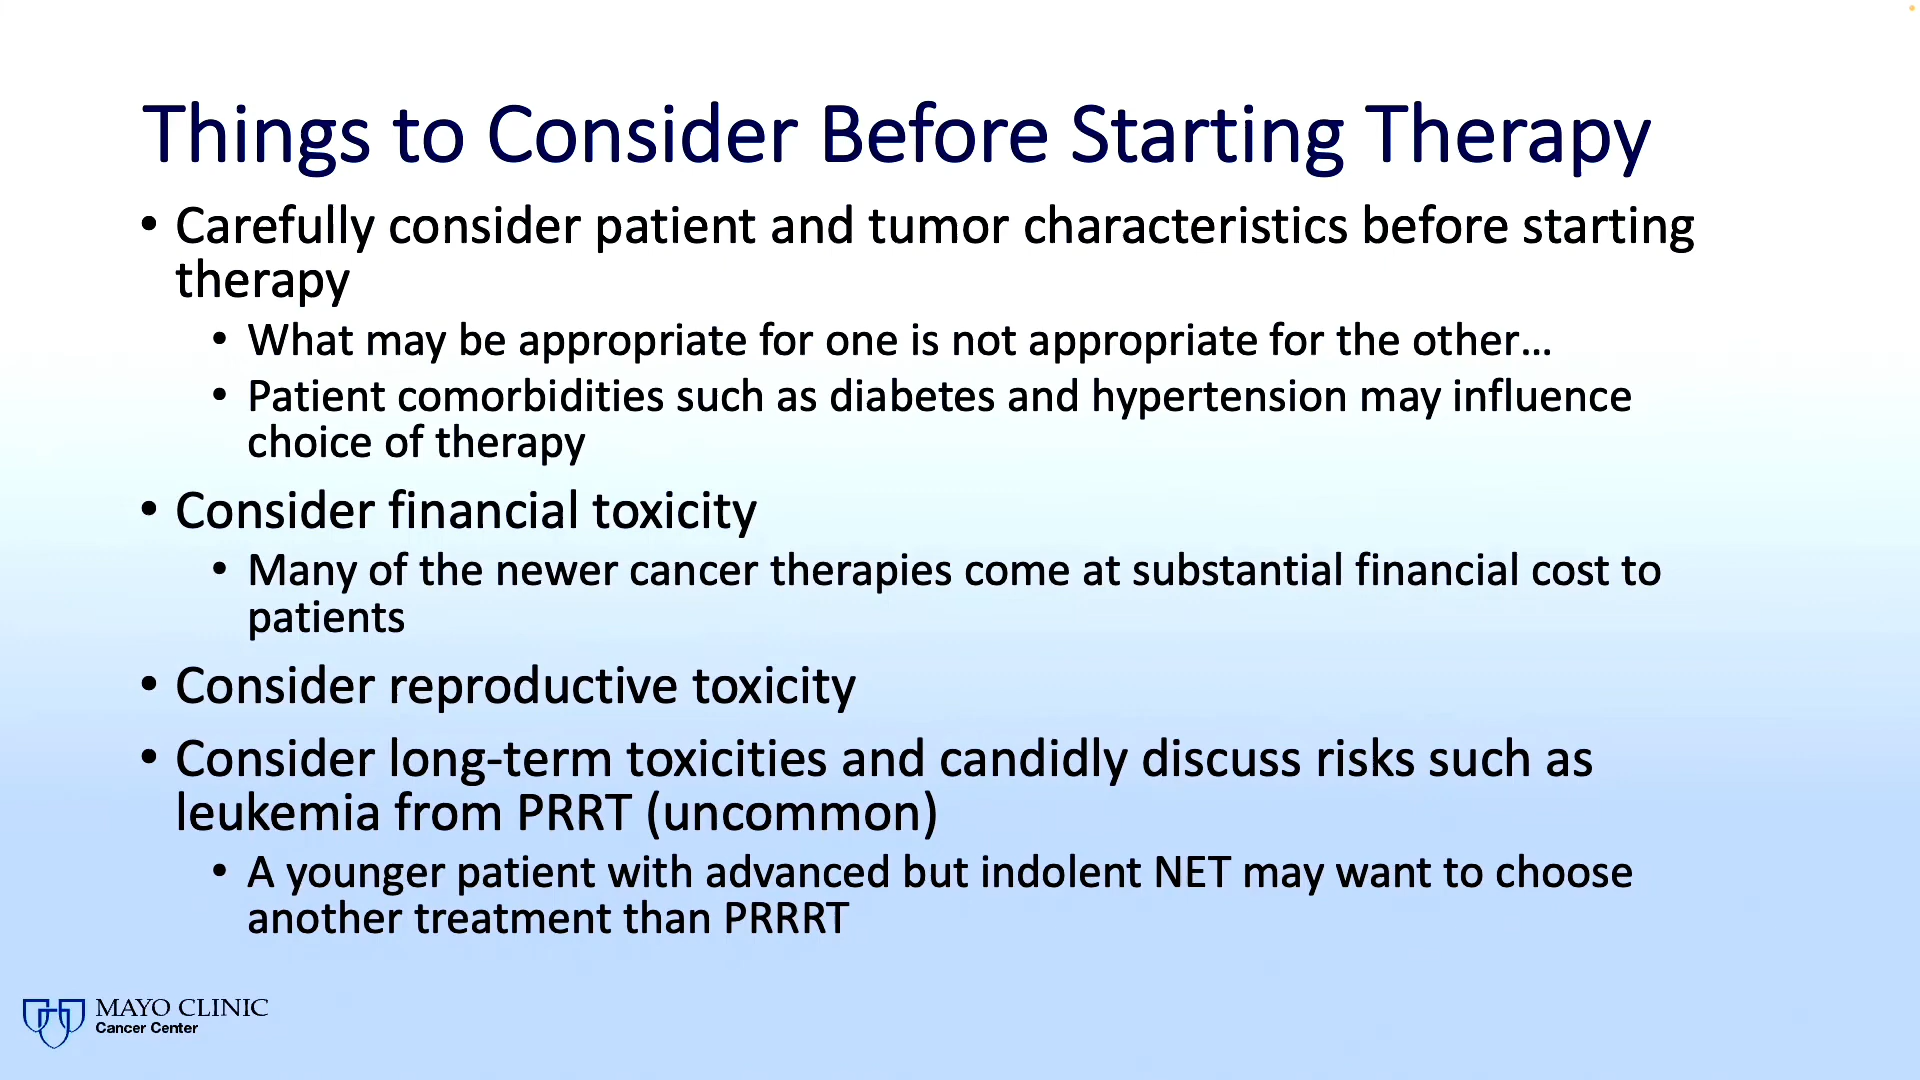 Things to Consider Before Starting Therapy
• Carefully consider patient and tumor characteristics before starting
therapy
• What may be appropriate for one is not appropriate for the other…
• Patient comorbidities such as diabetes and hypertension may influence
choice of therapy
• Consider financial toxicity
• Many of the newer cancer therapies come at substantial financial cost to
patients
• Consider reproductive toxicity
• Consider long-term toxicities and candidly discuss risks such as
leukemia from PRRT (uncommon)
• A younger patient with advanced but indolent NET may want to choose
another treatment than PRRRT
MAYO CLINIC
Cancer Center